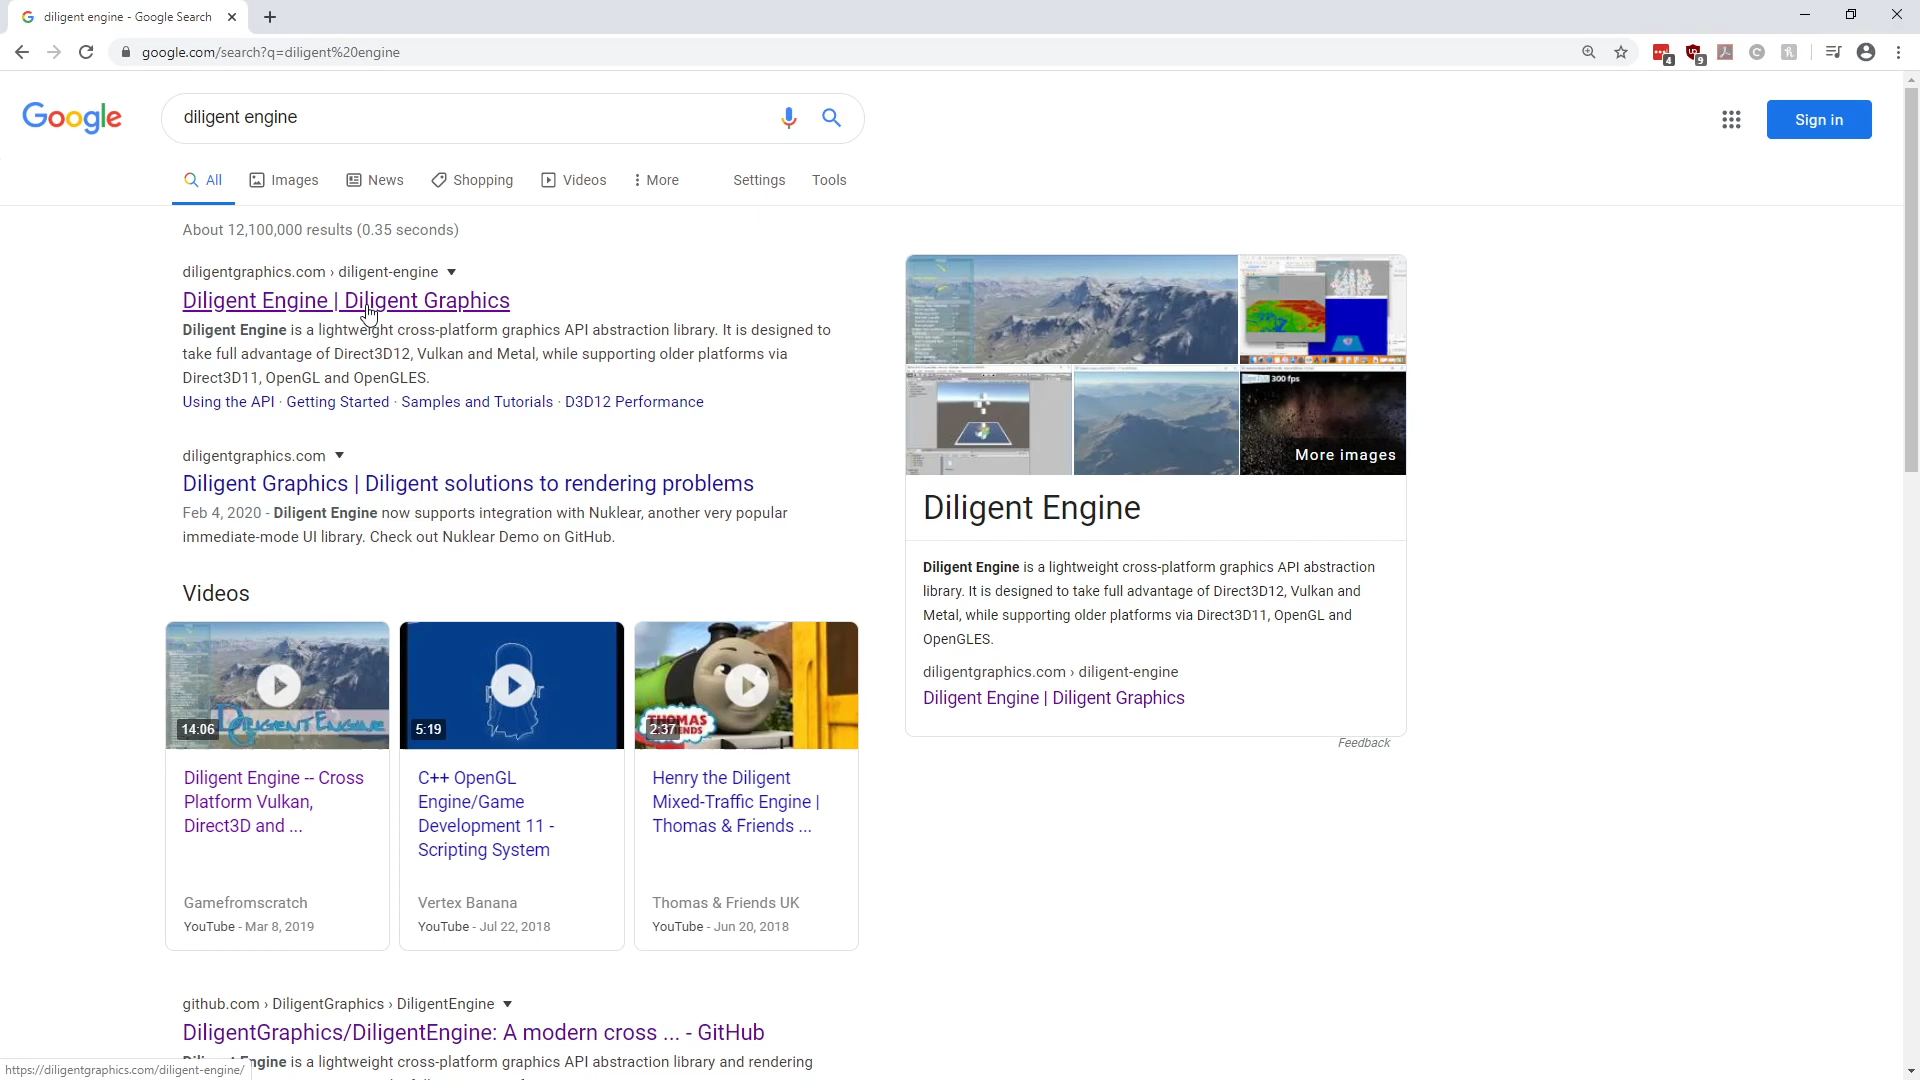 diligent engine - Google Search
google.com/search?q=diligent%20engine
4
9
Google
diligent engine
Sign in
All
Images
News
Shopping
Videos
More
Settings
Tools
About 12,100,000 results (0.35 seconds)
diligentgraphics.com › diligent-engine
Diligent Engine | Diligent Graphics
Diligent Engine is a lightweight cross-platform graphics API abstraction library. It is designed to
take full advantage of Direct3D12, Vulkan and Metal, while supporting older platforms via
Direct3D11, OpenGL and OpenGLES.
Using the API · Getting Started · Samples and Tutorials · D3D12 Performance
diligentgraphics.com
Diligent Graphics | Diligent solutions to rendering problems
Feb 4, 2020 - Diligent Engine now supports integration with Nuklear, another very popular
immediate-mode UI library. Check out Nuklear Demo on GitHub.
Videos
14:06
DILIGENT ENGINE
5:19
THOMAS
2:37
Diligent Engine -- Cross
Platform Vulkan,
Direct3D and ...
Gamefromscratch
YouTube - Mar 8, 2019
C++ OpenGL
Engine/Game
Development 11 -
Scripting System
Vertex Banana
YouTube - Jul 22, 2018
Henry the Diligent
Mixed-Traffic Engine |
Thomas & Friends ...
Thomas & Friends UK
YouTube - Jun 20, 2018
github.com › DiligentGraphics › DiligentEngine
DiligentGraphics/DiligentEngine: A modern cross ... - GitHub
ngine is a lightweight cross-platform graphics API abstraction library and rendering
https://diligentgraphics.com/diligent-engine/
300 fps
More images
Diligent Engine
Diligent Engine is a lightweight cross-platform graphics API abstraction
library. It is designed to take full advantage of Direct3D12, Vulkan and
Metal, while supporting older platforms via Direct3D11, OpenGL and
OpenGLES.
diligentgraphics.com › diligent-engine
Diligent Engine | Diligent Graphics
Feedback